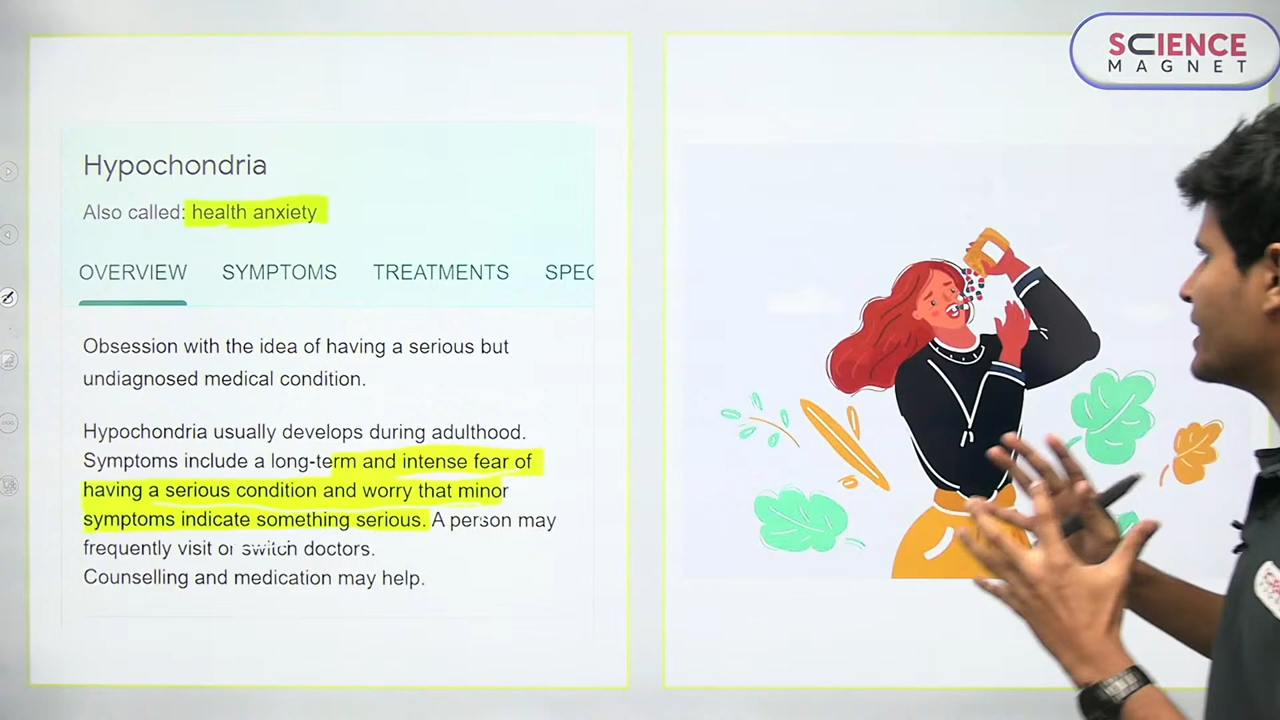 SCIENCE
MAGNET
Hypochondria
Also called: health anxiety
OVERVIEW SYMPTOMS TREATMENTS SPEC
Obsession with the idea of having a serious but
undiagnosed medical condition.
Hypochondria usually develops during adulthood.
Symptoms include a long-term and intense fear of
having a serious condition and worry that minor
symptoms indicate something serious. A person may
frequently visit or switch doctors.
Counselling and medication may help.